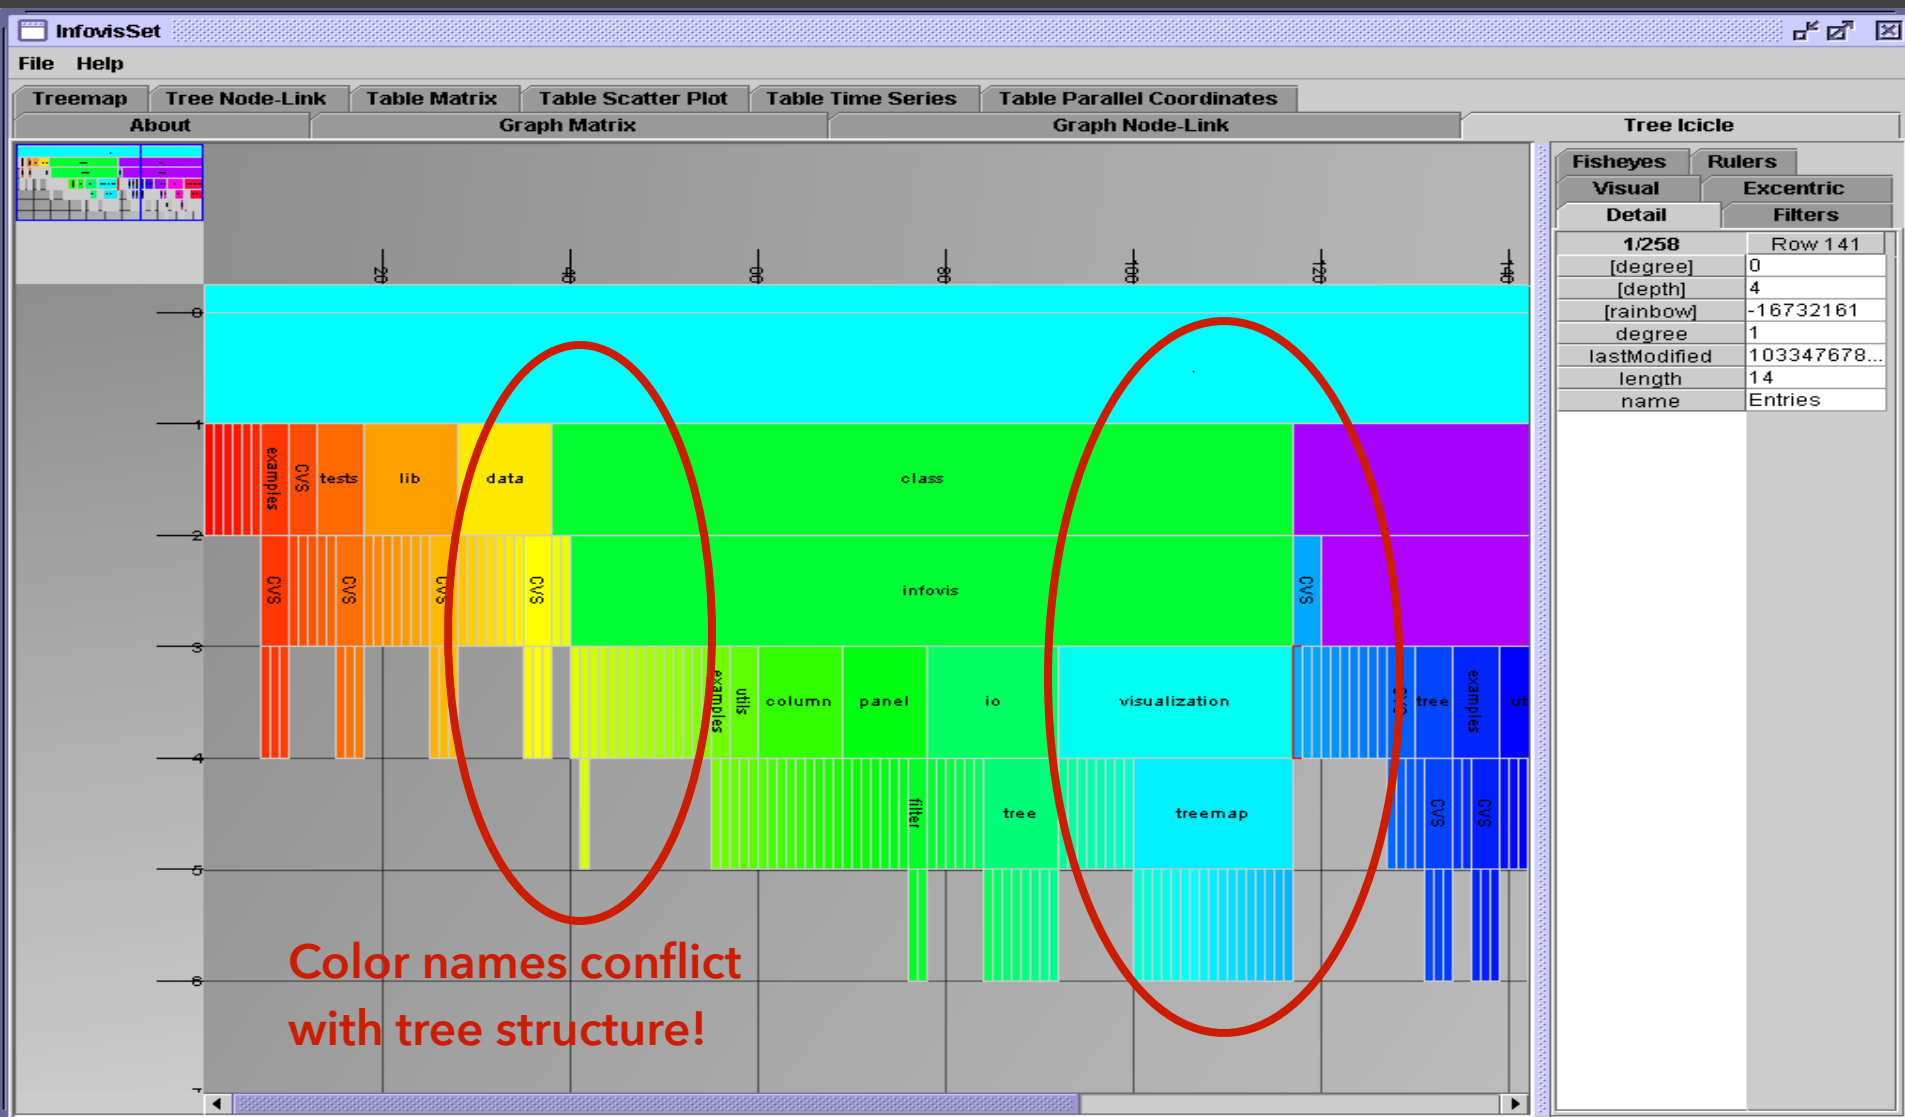 InfovisSet
File Help
Treemap Tree Node-Link Table Matrix Table Scatter Plot Table Time Series Table Parallel Coordinates
About Graph Matrix Graph Node-Link Tree Icicle
Fisheyes Rulers
Visual Excentric
Detail Filters
1/258 Row 141
[degree] 0
[depth] 4
[rainbow] -16732161
degree 1
lastModified 103347678...
length 14
name Entries
20 40 60 80 100 120 140
0
1
examples CVS tests lib data class
2
CVS CVS CVS CVS infovis CVS
3
examples utils column panel io visualization CVS tree examples ut
4
filter tree treemap CVS CVS
5
6
7
Color names conflict
with tree structure!